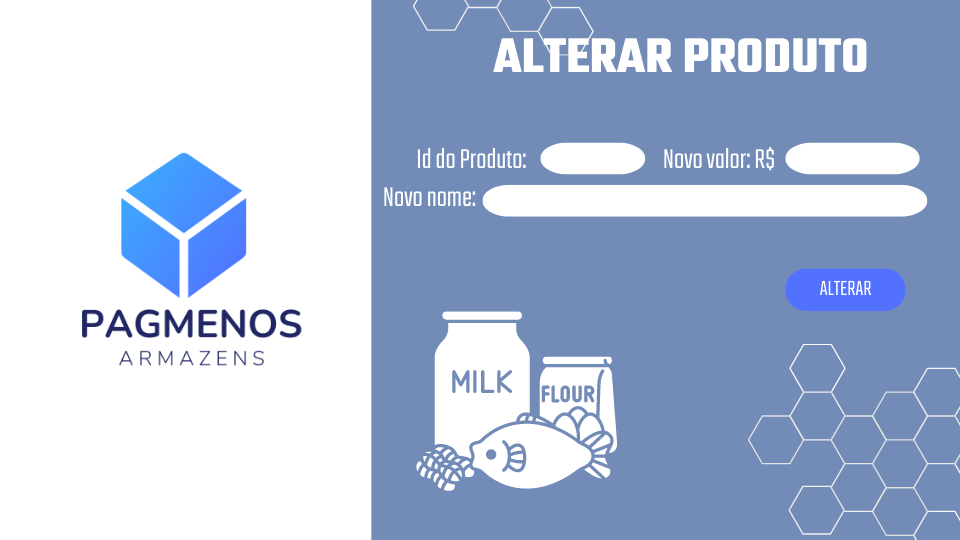 ALTERAR PRODUTO
Id do Produto:
Novo valor: R$
Novo nome:
ALTERAR
PAGMENOS
ARMAZENS
MILK
FLOUR